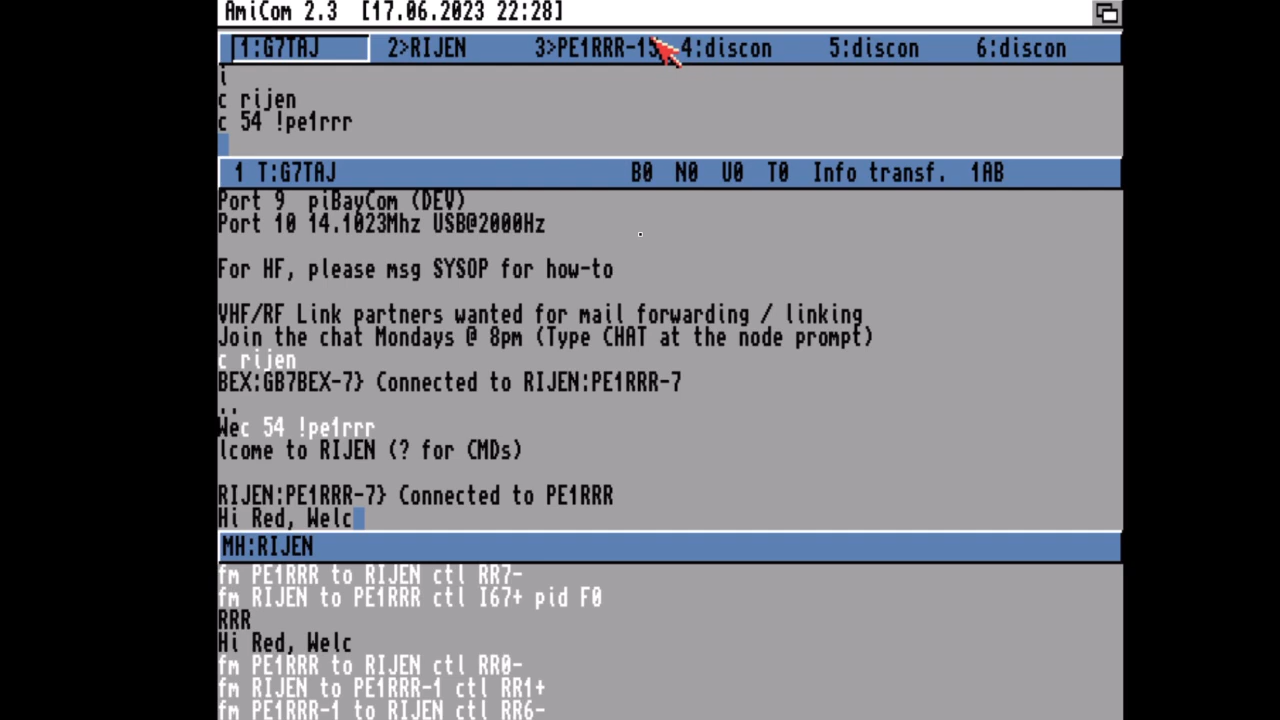 AmiCom 2.3 [17.06.2023 22:28]
1:G7TAJ 2>RIJEN 3>PE1RRR-15 4:discon 5:discon 6:discon
i
c rijen
c 54 !pe1rrr
1 T:G7TAJ B0 N0 U0 T0 Info transf. 1AB
Port 9 piBayCom (DEV)
Port 10 14.1023Mhz USB@2000Hz
For HF, please msg SYSOP for how-to
VHF/RF Link partners wanted for mail forwarding / linking
Join the chat Mondays @ 8pm (Type CHAT at the node prompt)
c rijen
BEX:GB7BEX-7} Connected to RIJEN:PE1RRR-7
..
Wec 54 !pe1rrr
lcome to RIJEN (? for CMDs)
RIJEN:PE1RRR-7} Connected to PE1RRR
Hi Red, Welc
MH:RIJEN
fm PE1RRR to RIJEN ctl RR7-
fm RIJEN to PE1RRR ctl I67+ pid F0
RRR
Hi Red, Welc
fm PE1RRR to RIJEN ctl RR0-
fm RIJEN to PE1RRR-1 ctl RR1+
fm PE1RRR-1 to RIJEN ctl RR6-